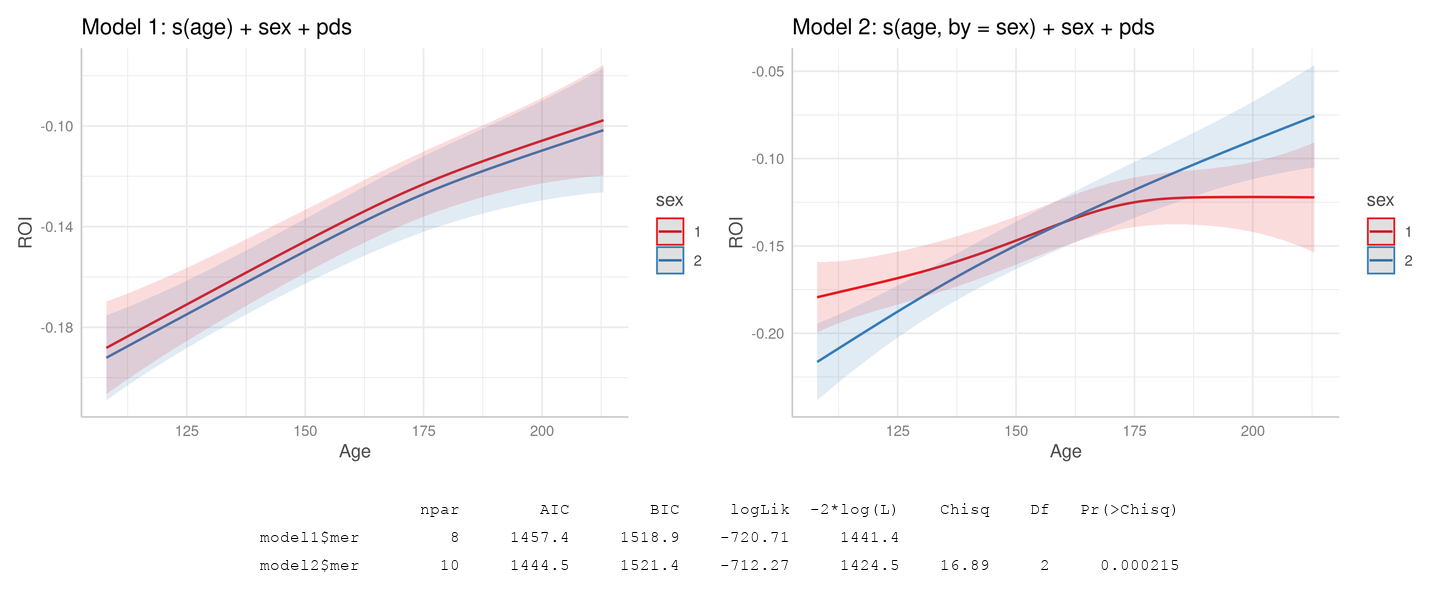 Model 1: s(age) + sex + pds
-0.10
-0.14
-0.18
ROI
125 150 175 200
Age
sex
1
2
Model 2: s(age, by = sex) + sex + pds
-0.05
-0.10
-0.15
-0.20
ROI
125 150 175 200
Age
sex
1
2
npar AIC BIC logLik -2*log(L) Chisq Df Pr(>Chisq)
model1$mer 8 1457.4 1518.9 -720.71 1441.4
model2$mer 10 1444.5 1521.4 -712.27 1424.5 16.89 2 0.000215